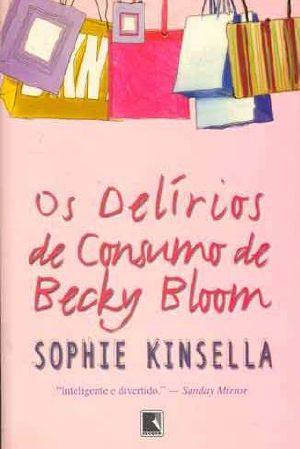 Os Delírios
de Consumo de
Becky Bloom
SOPHIE KINSELLA
"Inteligente e divertido." — Sunday Mirror